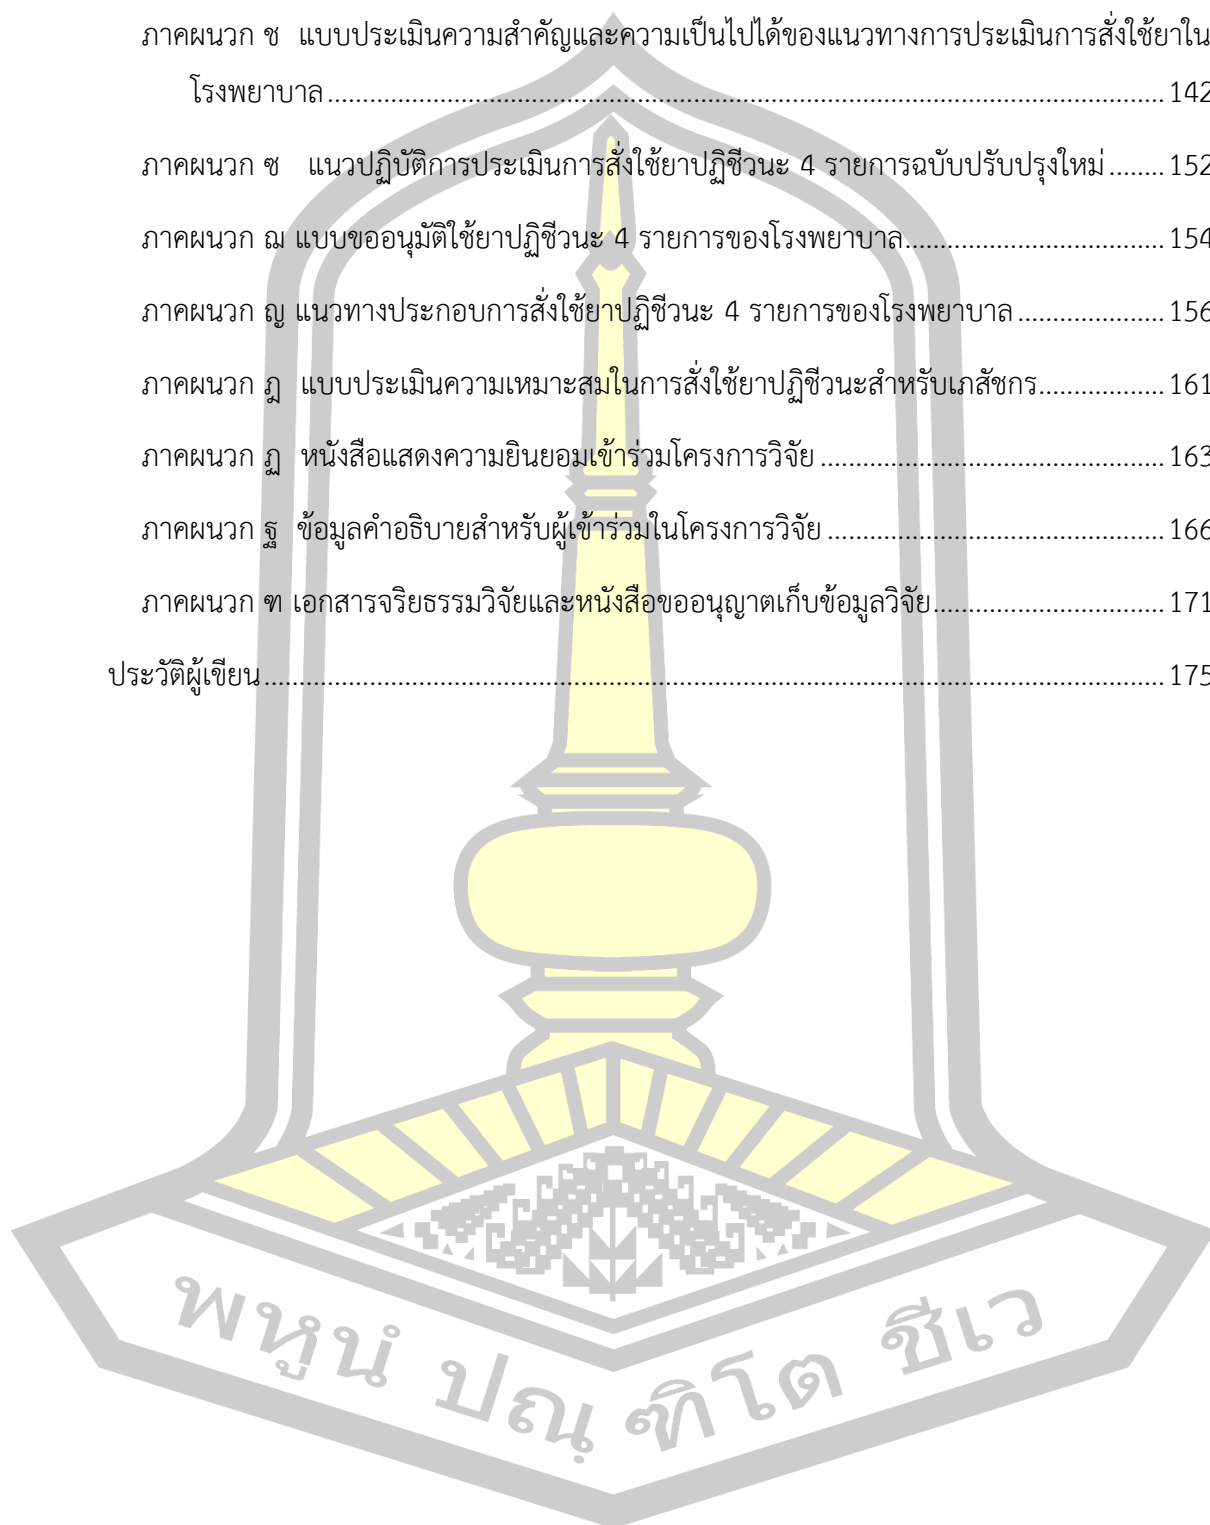 ภาคผนวก ช แบบประเมินความสำคัญและความเป็นไปได้ของแนวทางการประเมินการสั่งใช้ยาใน
โรงพยาบาล ........................................ 142
ภาคผนวก ซ แนวปฏิบัติการประเมินการสั่งใช้ยาปฏิชีวนะ 4 รายการฉบับปรับปรุงใหม่ ........ 152
ภาคผนวก ฌ แบบขออนุมัติใช้ยาปฏิชีวนะ 4 รายการของโรงพยาบาล ........................................ 154
ภาคผนวก ญ แนวทางประกอบการสั่งใช้ยาปฏิชีวนะ 4 รายการของโรงพยาบาล .................... 156
ภาคผนวก ฎ แบบประเมินความเหมาะสมในการสั่งใช้ยาปฏิชีวนะสำหรับเภสัชกร .................... 161
ภาคผนวก ฏ หนังสือแสดงความยินยอมเข้าร่วมโครงการวิจัย ........................................ 163
ภาคผนวก ฐ ข้อมูลคำอธิบายสำหรับผู้เข้าร่วมในโครงการวิจัย ........................................ 166
ภาคผนวก ฑ เอกสารจริยธรรมวิจัยและหนังสือขออนุญาตเก็บข้อมูลวิจัย .............................. 171
ประวัติผู้เขียน ........................................ 175
พหูนํ ปณฺฑิโต ชีเว